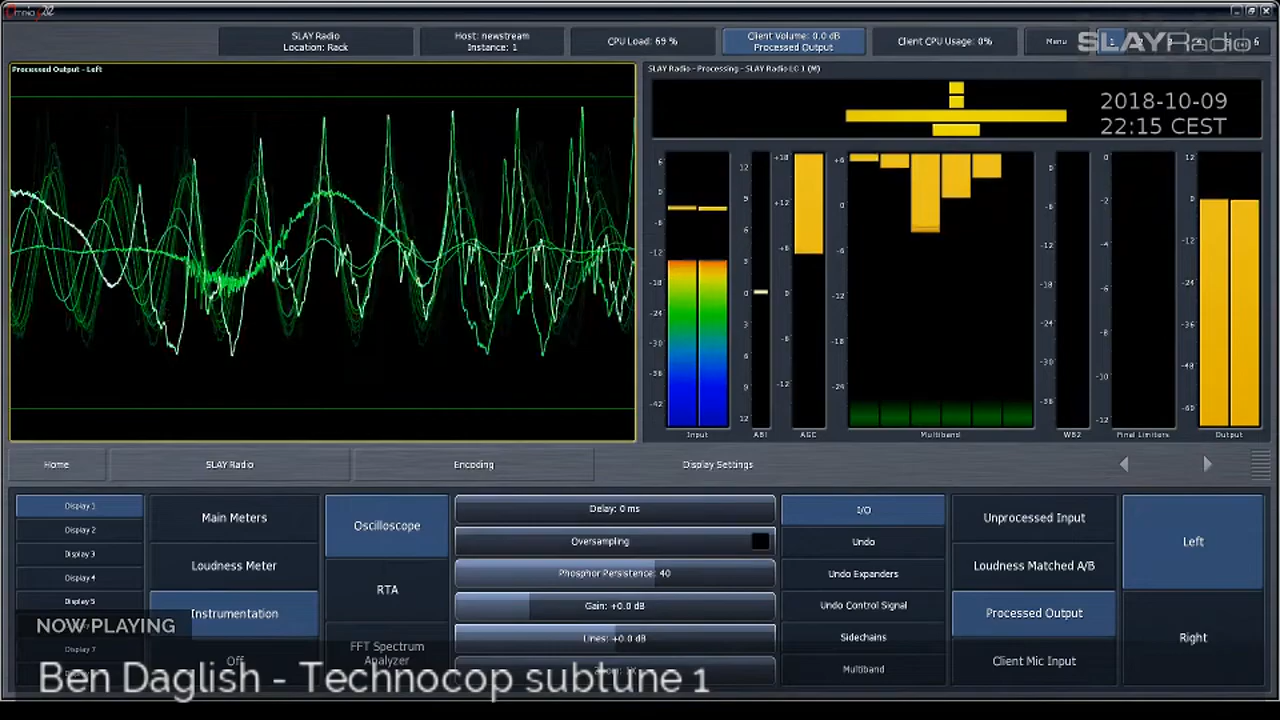 Omnia
SLAY Radio
Location: Rack
Host: newstream
Instance: 1
CPU Load: 69 %
Client Volume: 0.0 dB
Processed Output
Client CPU Usage: 0%
Menu
1
6
SLAYRadio
Processed Output - Left
SLAY Radio - Processing - SLAY Radio LC 1 (M)
2018-10-09
22:15 CEST
Input
ABI
AGC
Multiband
WB2
Final Limiters
Output
Home
SLAY Radio
Encoding
Display Settings
Display 1
Display 2
Display 3
Display 4
Display 5
Display 7
Main Meters
Loudness Meter
Instrumentation
Off
Oscilloscope
RTA
FFT Spectrum
Analyzer
Delay: 0 ms
Oversampling
Phosphor Persistence: 40
Gain: +0.0 dB
Lines: +0.0 dB
I/O
Undo
Undo Expanders
Undo Control Signal
Sidechains
Multiband
Unprocessed Input
Loudness Matched A/B
Processed Output
Client Mic Input
Left
Right
NOW PLAYING
Ben Daglish - Technocop subtune 1